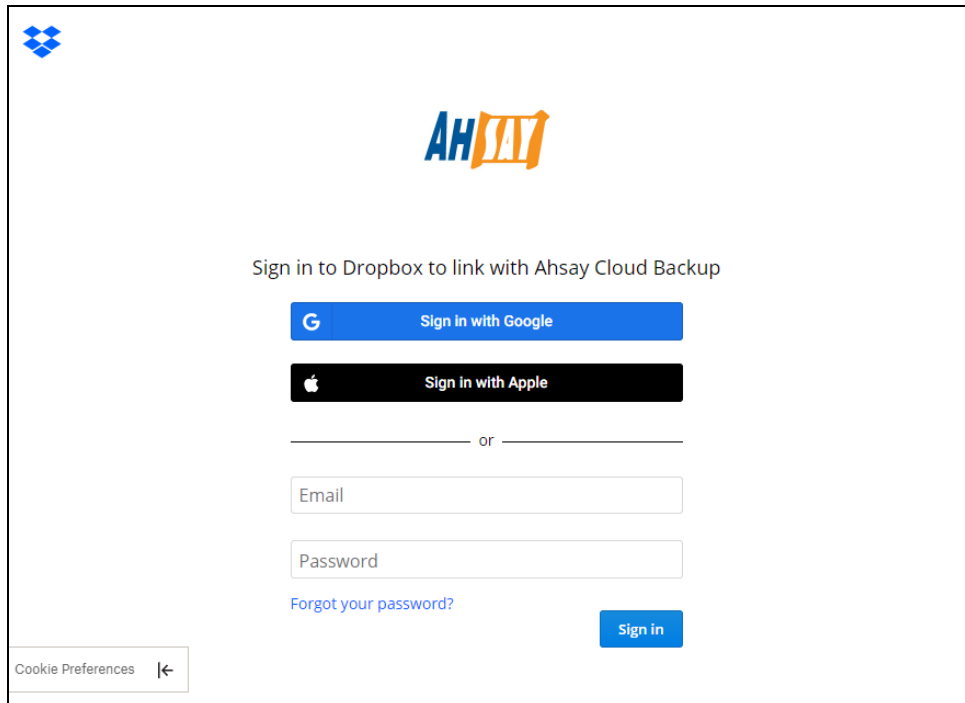 AHSAY
Sign in to Dropbox to link with Ahsay Cloud Backup
G Sign in with Google
Sign in with Apple
or
Email
Password
Forgot your password?
Sign in
Cookie Preferences